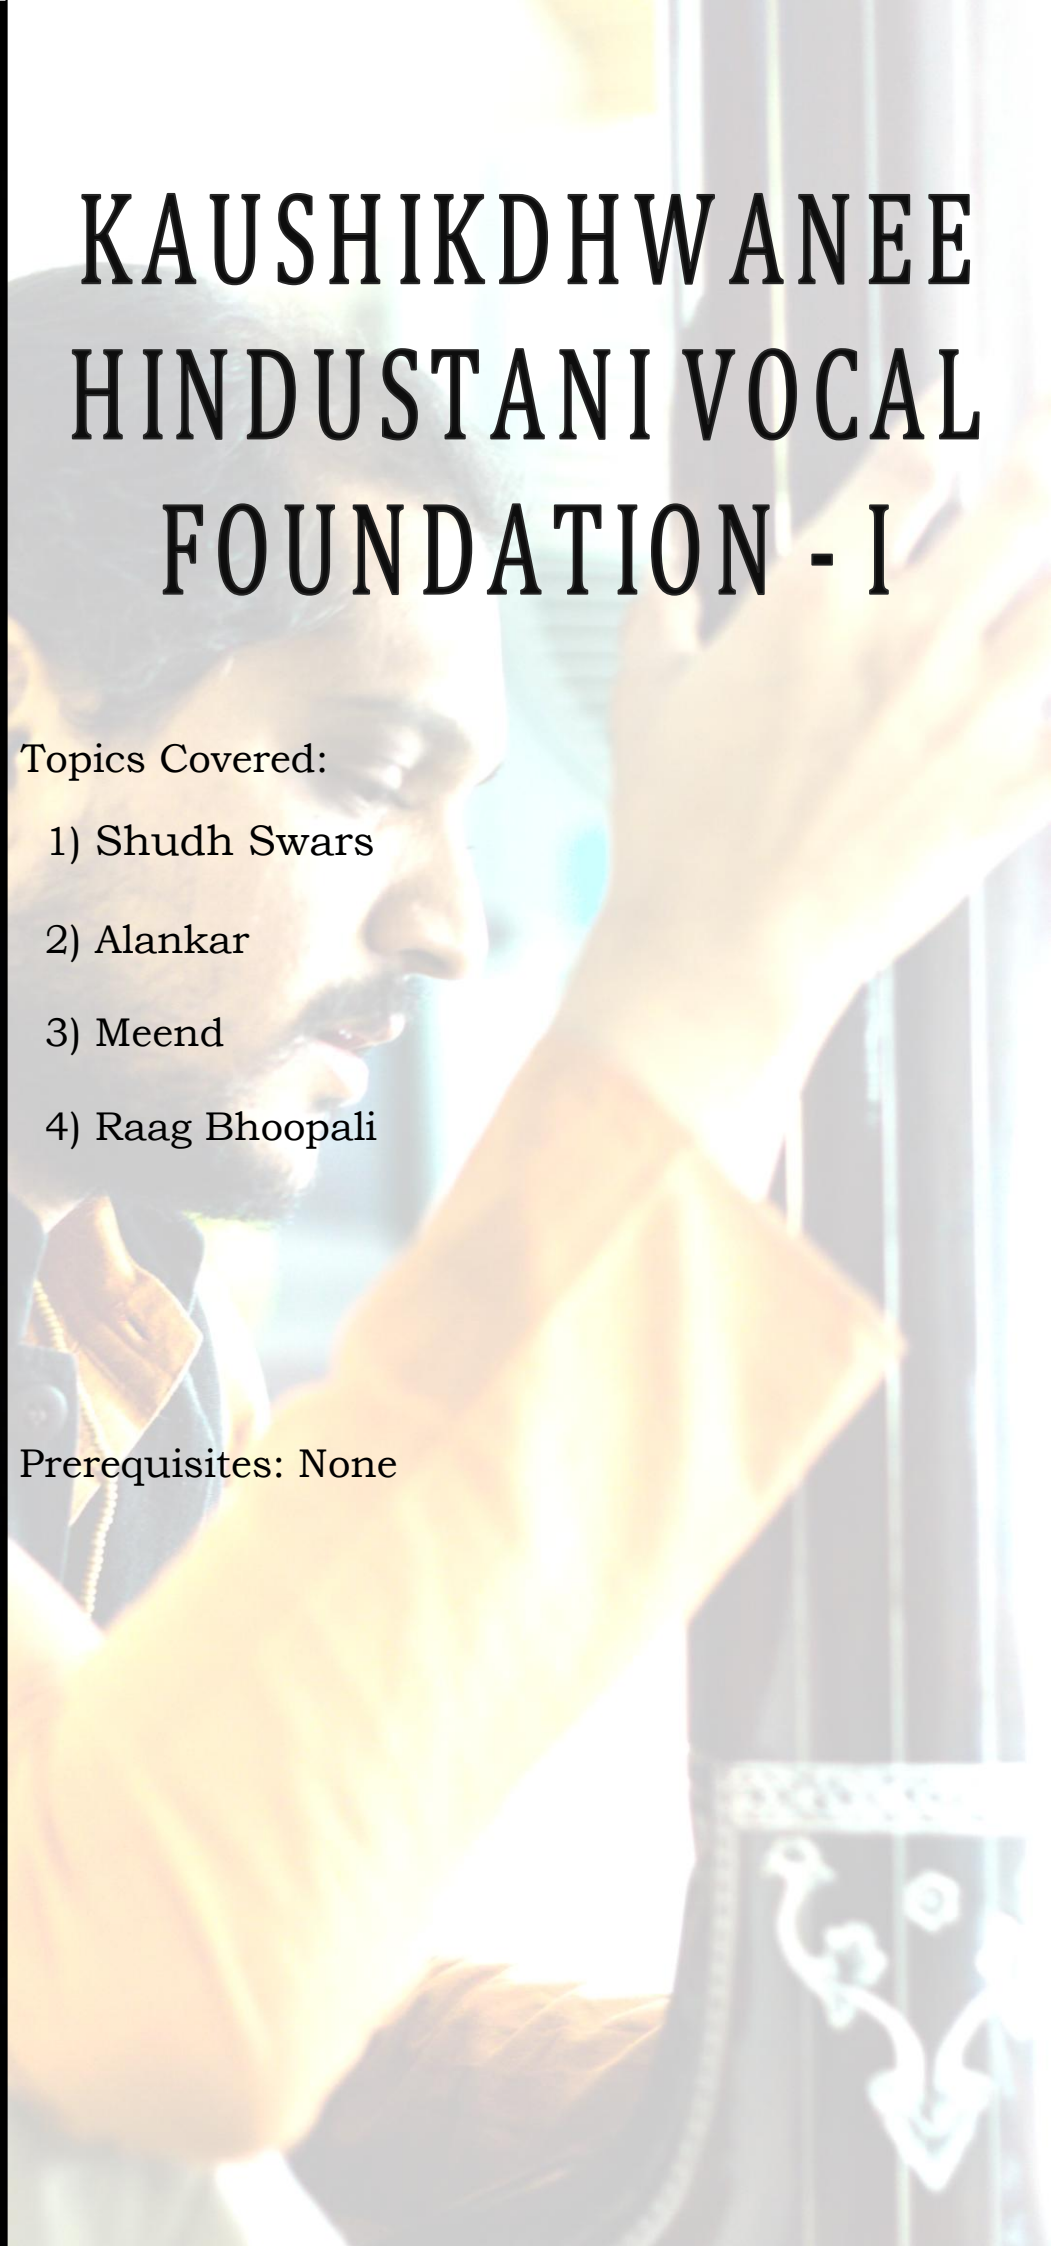 KAUSHIKDHWANEE
HINDUSTANI VOCAL
FOUNDATION - I
Topics Covered:
1) Shudh Swars
2) Alankar
3) Meend
4) Raag Bhoopali
Prerequisites: None